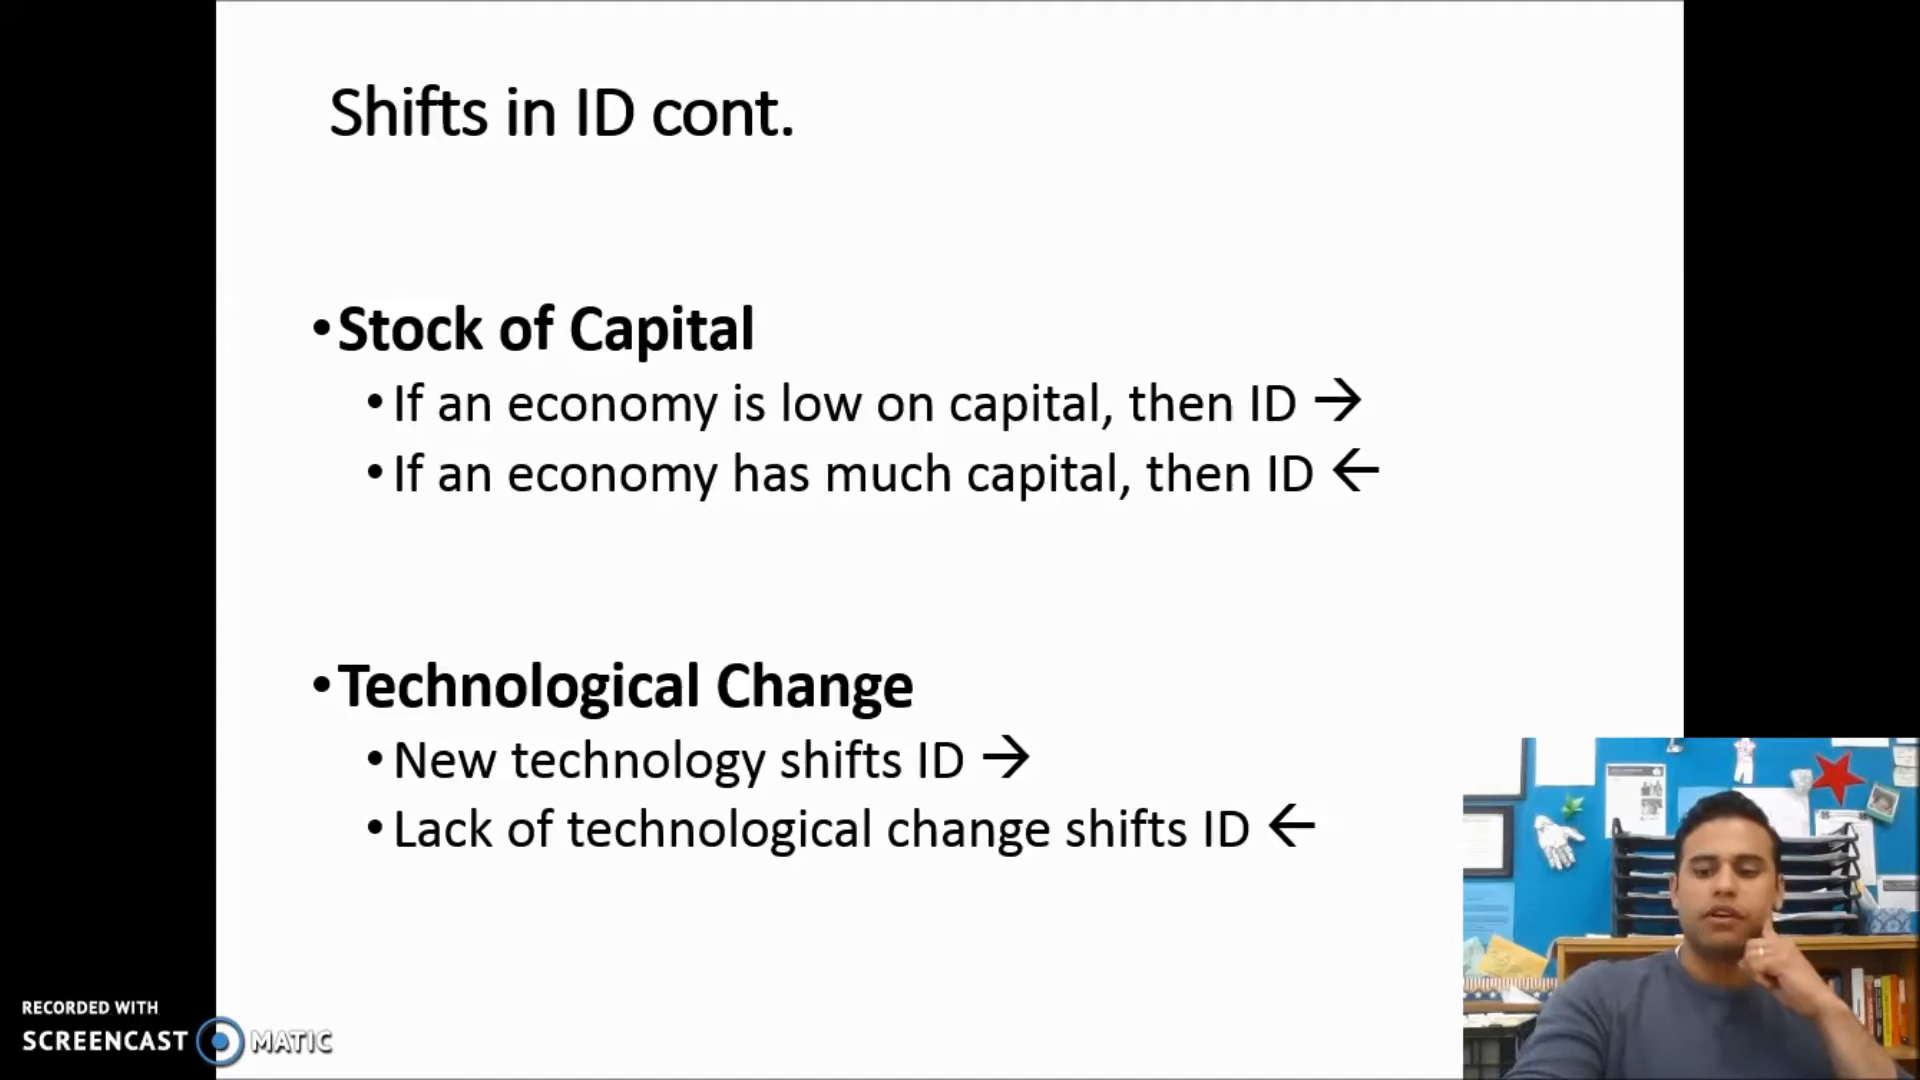 Shifts in ID cont.
•Stock of Capital
•If an economy is low on capital, then ID →
•If an economy has much capital, then ID ←
•Technological Change
•New technology shifts ID →
•Lack of technological change shifts ID ←
RECORDED WITH
SCREENCAST MATIC